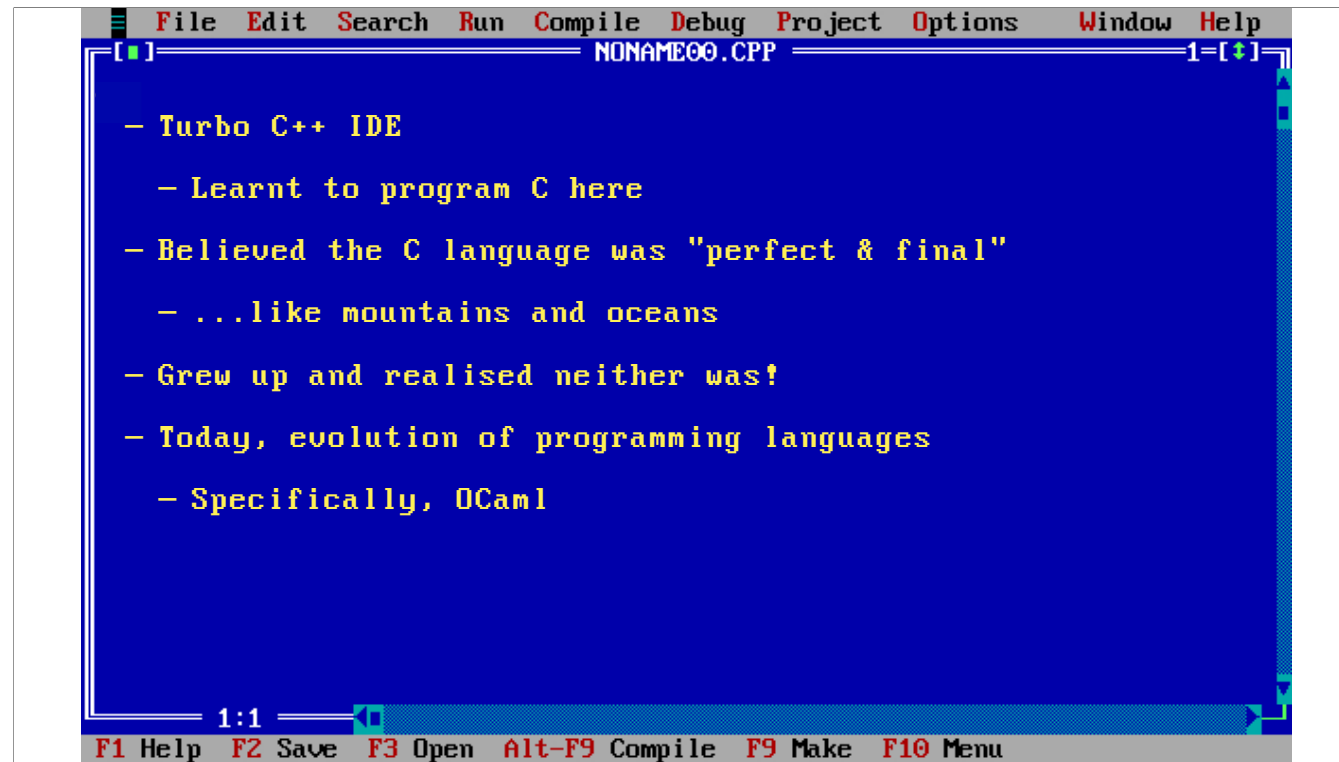 ≡ File Edit Search Run Compile Debug Project Options Window Help
[■] NONAME00.CPP 1=[↕]
– Turbo C++ IDE
– Learnt to program C here
– Believed the C language was "perfect & final"
– ...like mountains and oceans
– Grew up and realised neither was!
– Today, evolution of programming languages
– Specifically, OCaml
1:1
F1 Help F2 Save F3 Open Alt-F9 Compile F9 Make F10 Menu